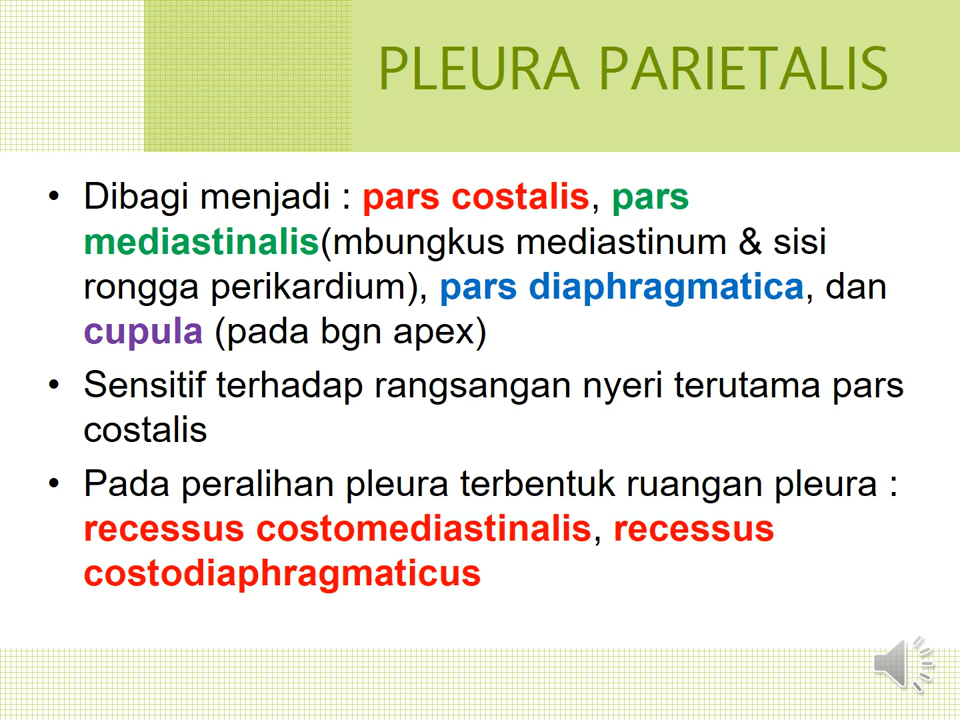 PLEURA PARIETALIS
• Dibagi menjadi : pars costalis, pars
mediastinalis(mbungkus mediastinum & sisi
rongga perikardium), pars diaphragmatica, dan
cupula (pada bgn apex)
• Sensitif terhadap rangsangan nyeri terutama pars
costalis
• Pada peralihan pleura terbentuk ruangan pleura :
recessus costomediastinalis, recessus
costodiaphragmaticus